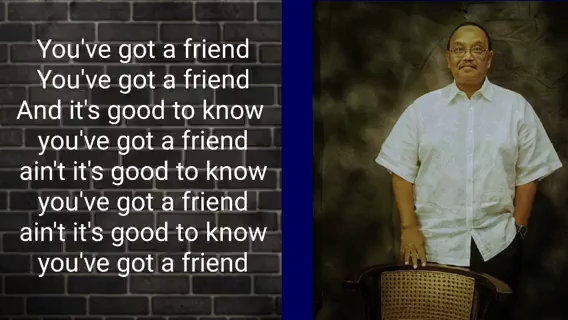 You've got a friend
You've got a friend
And it's good to know
you've got a friend
ain't it's good to know
you've got a friend
ain't it's good to know
you've got a friend